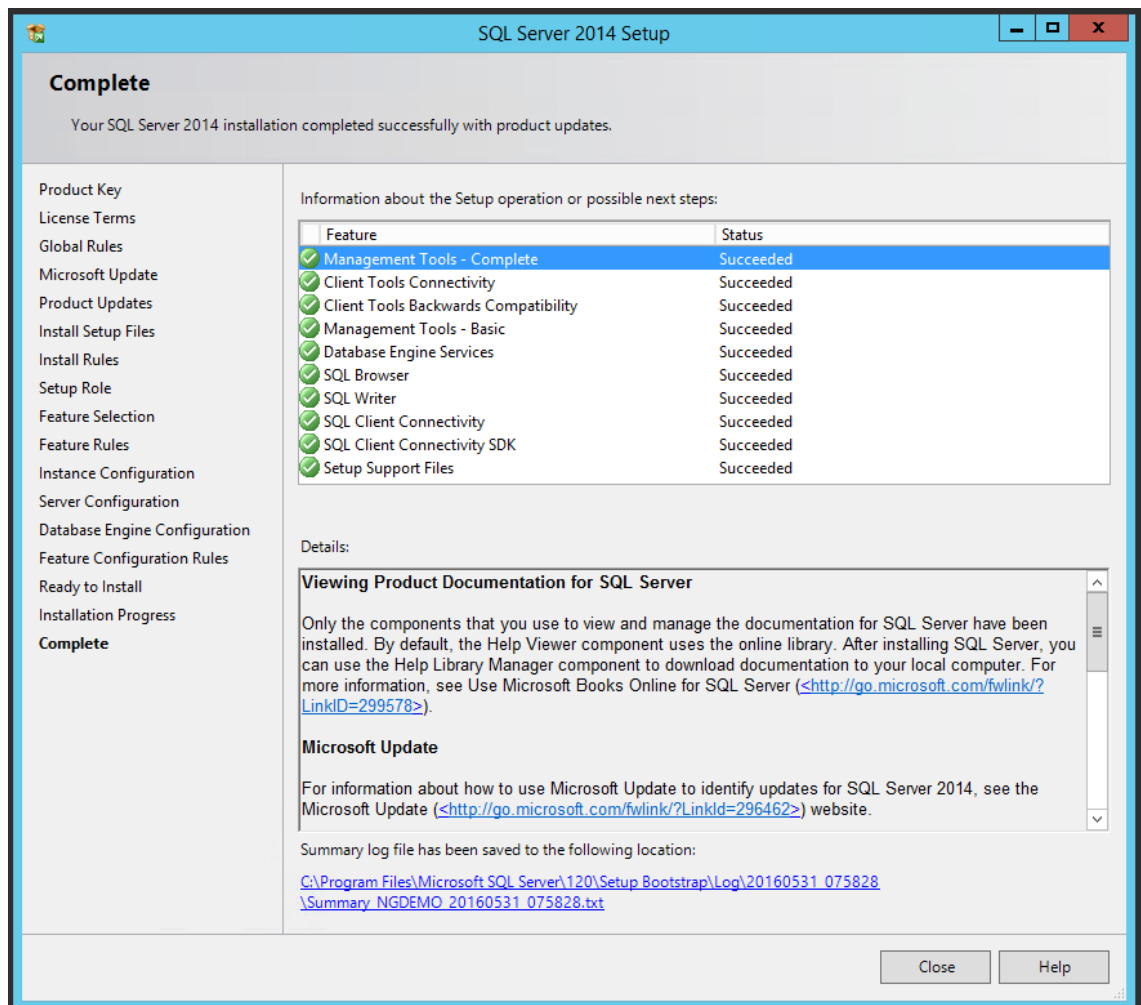 SQL Server 2014 Setup
Complete
Your SQL Server 2014 installation completed successfully with product updates.
Product Key
License Terms
Global Rules
Microsoft Update
Product Updates
Install Setup Files
Install Rules
Setup Role
Feature Selection
Feature Rules
Instance Configuration
Server Configuration
Database Engine Configuration
Feature Configuration Rules
Ready to Install
Installation Progress
Complete
Information about the Setup operation or possible next steps:
Feature Status
Management Tools - Complete Succeeded
Client Tools Connectivity Succeeded
Client Tools Backwards Compatibility Succeeded
Management Tools - Basic Succeeded
Database Engine Services Succeeded
SQL Browser Succeeded
SQL Writer Succeeded
SQL Client Connectivity Succeeded
SQL Client Connectivity SDK Succeeded
Setup Support Files Succeeded
Details:
Viewing Product Documentation for SQL Server
Only the components that you use to view and manage the documentation for SQL Server have been
installed. By default, the Help Viewer component uses the online library. After installing SQL Server, you
can use the Help Library Manager component to download documentation to your local computer. For
more information, see Use Microsoft Books Online for SQL Server (<http://go.microsoft.com/fwlink/?
LinkID=299578>).
Microsoft Update
For information about how to use Microsoft Update to identify updates for SQL Server 2014, see the
Microsoft Update (<http://go.microsoft.com/fwlink/?LinkId=296462>) website.
Summary log file has been saved to the following location:
C:\Program Files\Microsoft SQL Server\120\Setup Bootstrap\Log\20160531_075828
\Summary_NGDEMO_20160531_075828.txt
Close Help